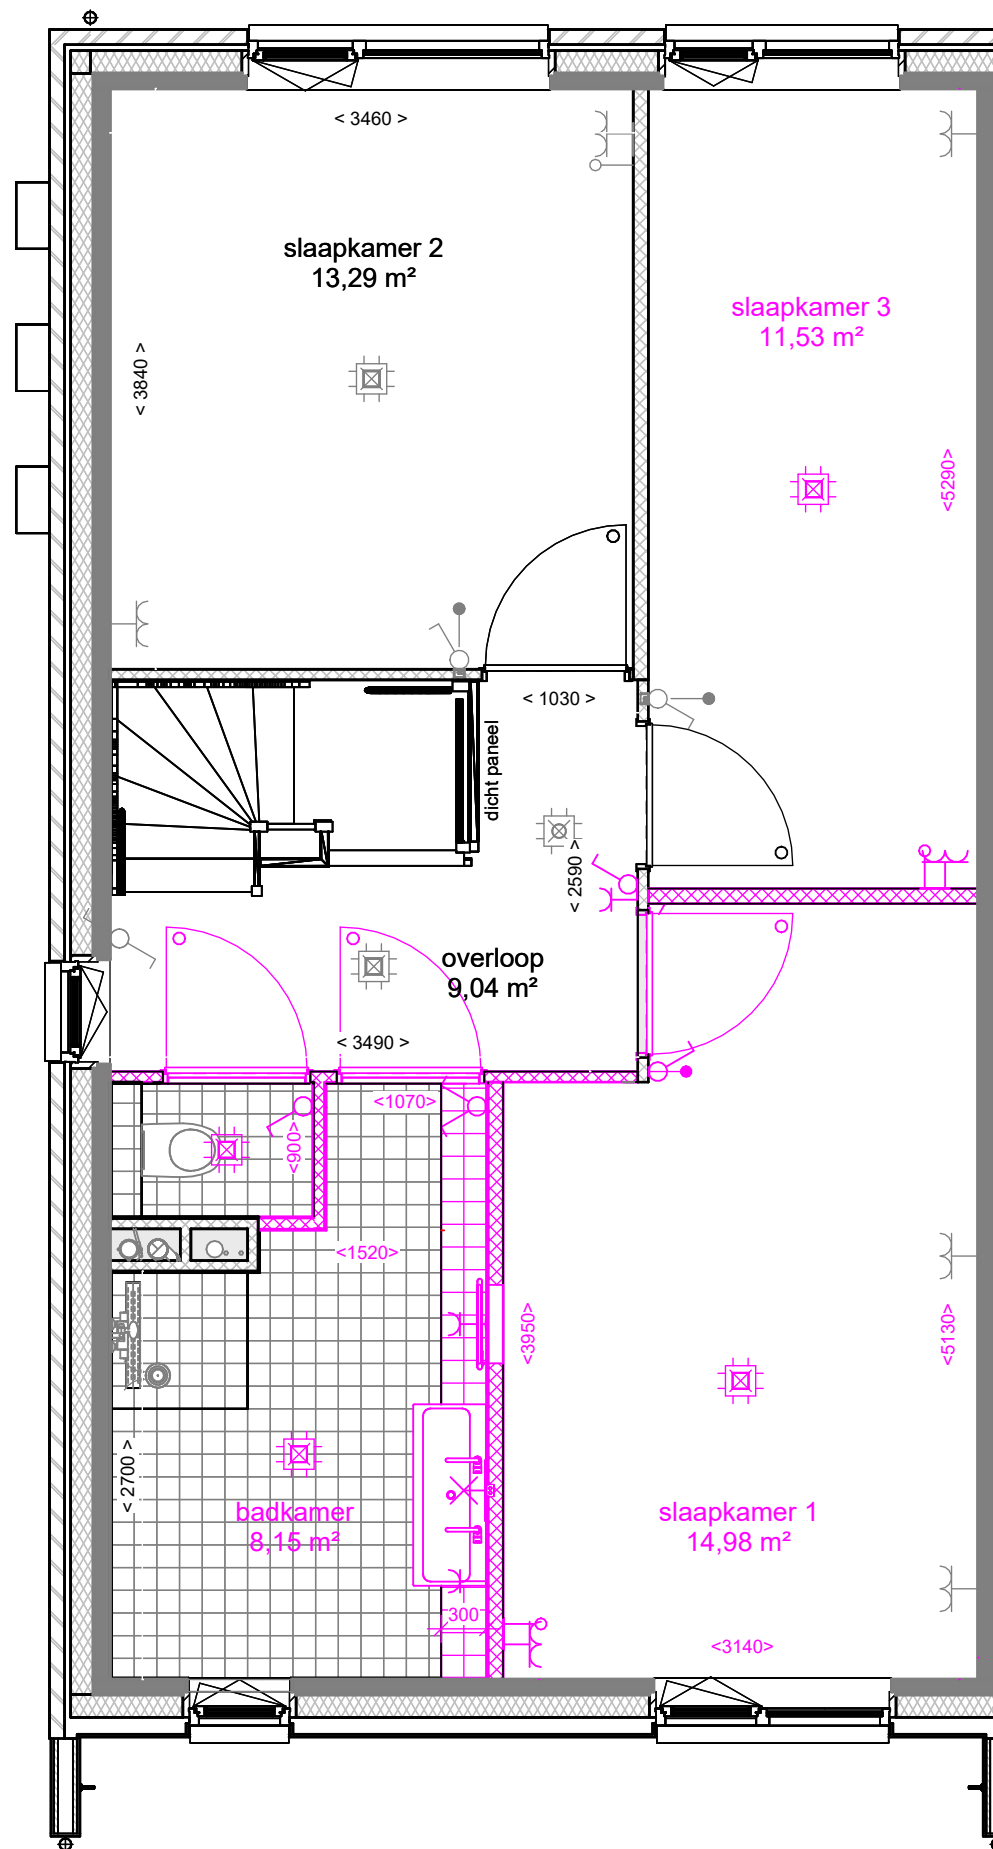 < 3460 >
slaapkamer 2
13,29 m²
slaapkamer 3
11,53 m²
< 3840 >
<5290>
< 1030 >
dicht paneel
< 2590 >
overloop
9,04 m²
< 3490 >
<1070>
<900>
<1520>
<3950>
<5130>
< 2700 >
badkamer
8,15 m²
slaapkamer 1
14,98 m²
300
<3140>